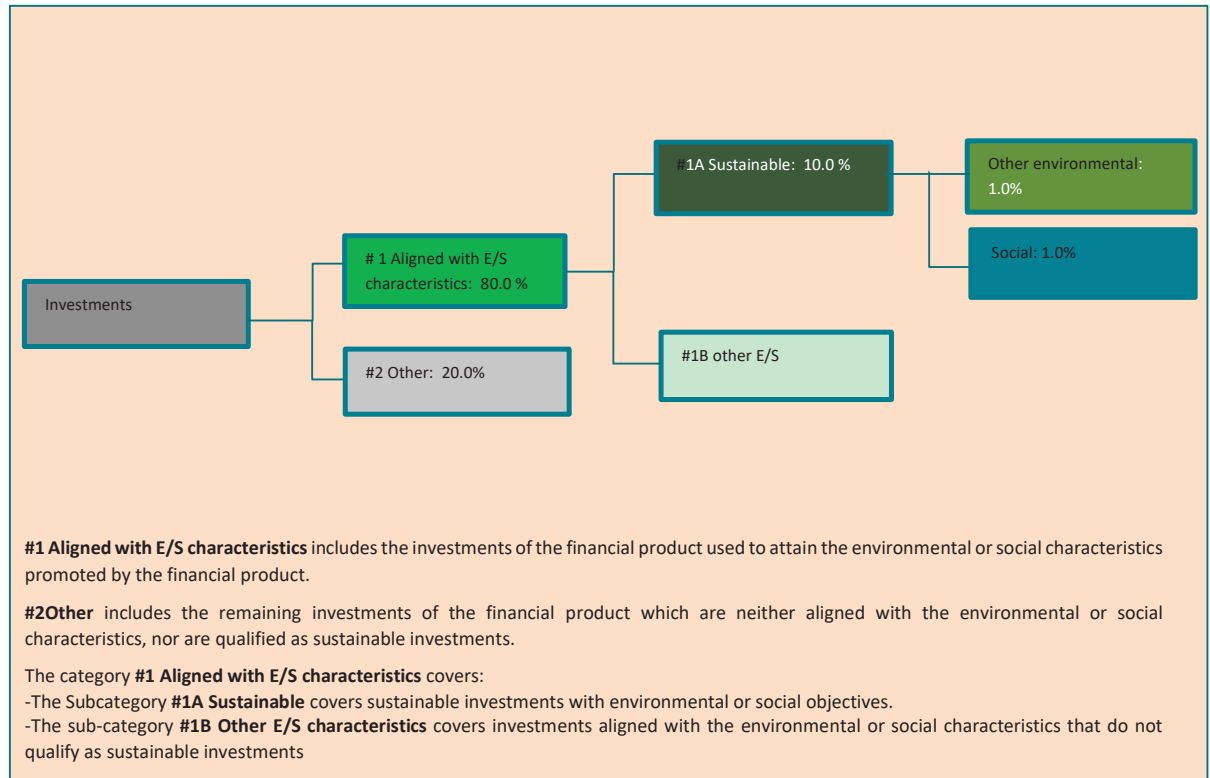 Investments
# 1 Aligned with E/S
characteristics:  80.0 %
#2 Other:  20.0%
#1A Sustainable:  10.0 %
#1B other E/S
Other environmental:
1.0%
Social: 1.0%
#1 Aligned with E/S characteristics includes the investments of the financial product used to attain the environmental or social characteristics
promoted by the financial product.
#2Other includes the remaining investments of the financial product which are neither aligned with the environmental or social
characteristics, nor are qualified as sustainable investments.
The category #1 Aligned with E/S characteristics covers:
-The Subcategory #1A Sustainable covers sustainable investments with environmental or social objectives.
-The sub-category #1B Other E/S characteristics covers investments aligned with the environmental or social characteristics that do not
qualify as sustainable investments